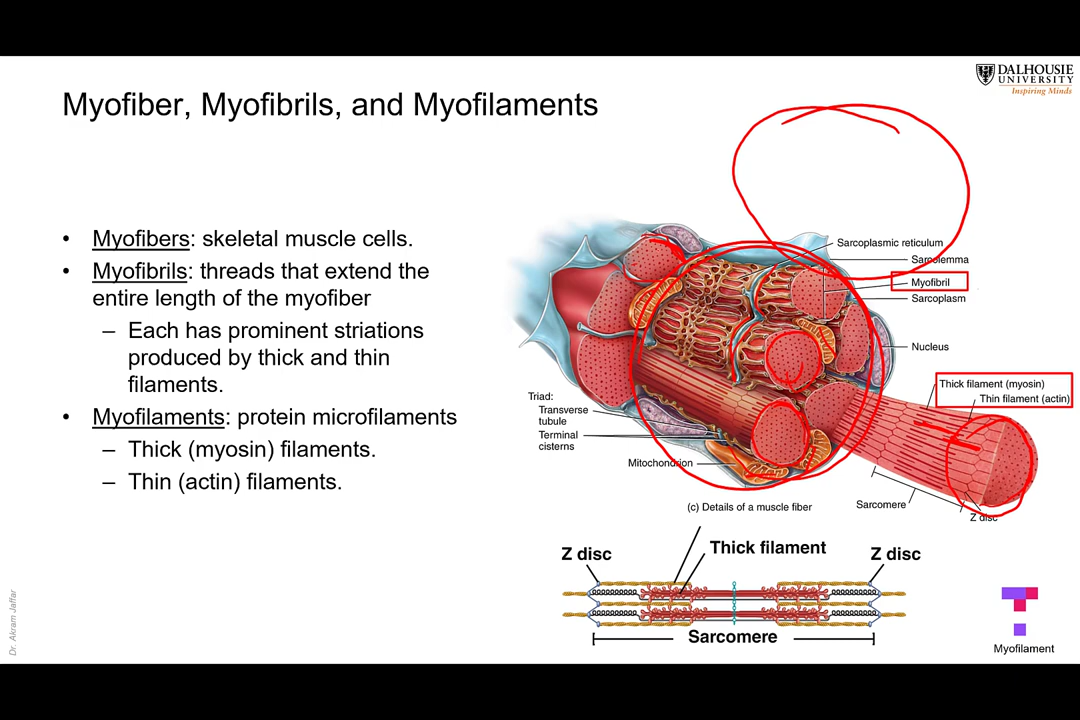 DALHOUSIE
UNIVERSITY
Inspiring Minds
Myofiber, Myofibrils, and Myofilaments
• Myofibers: skeletal muscle cells.
• Myofibrils: threads that extend the
entire length of the myofiber
– Each has prominent striations
produced by thick and thin
filaments.
• Myofilaments: protein microfilaments
– Thick (myosin) filaments.
– Thin (actin) filaments.
Sarcoplasmic reticulum
Sarcolemma
Myofibril
Sarcoplasm
Nucleus
Thick filament (myosin)
Thin filament (actin)
Triad:
Transverse
tubule
Terminal
cisterns
Mitochondrion
Sarcomere
Z disc
(c) Details of a muscle fiber
Z disc
Thick filament
Z disc
Sarcomere
Myofilament
Dr. Akram Jaffar